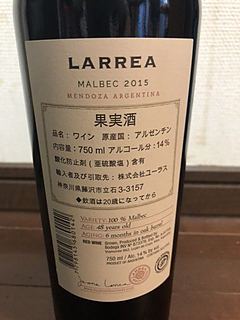 LARREA
MALBEC 2015
MENDOZA ARGENTINA
果実酒
品名：ワイン 原産国：アルゼンチン
内容量：750 ml アルコール分：14％
酸化防止剤（亜硫酸塩）含有
輸入者及び引取先：株式会社ユーラス
神奈川県藤沢市立石3-3157
◆飲酒は20歳になってから◆
VARIETY: 100 % Malbec
AGE: 48 years old
AGING: 6 months in oak barrel
RED WINE
750 ml / Alc. 14 % by vol.